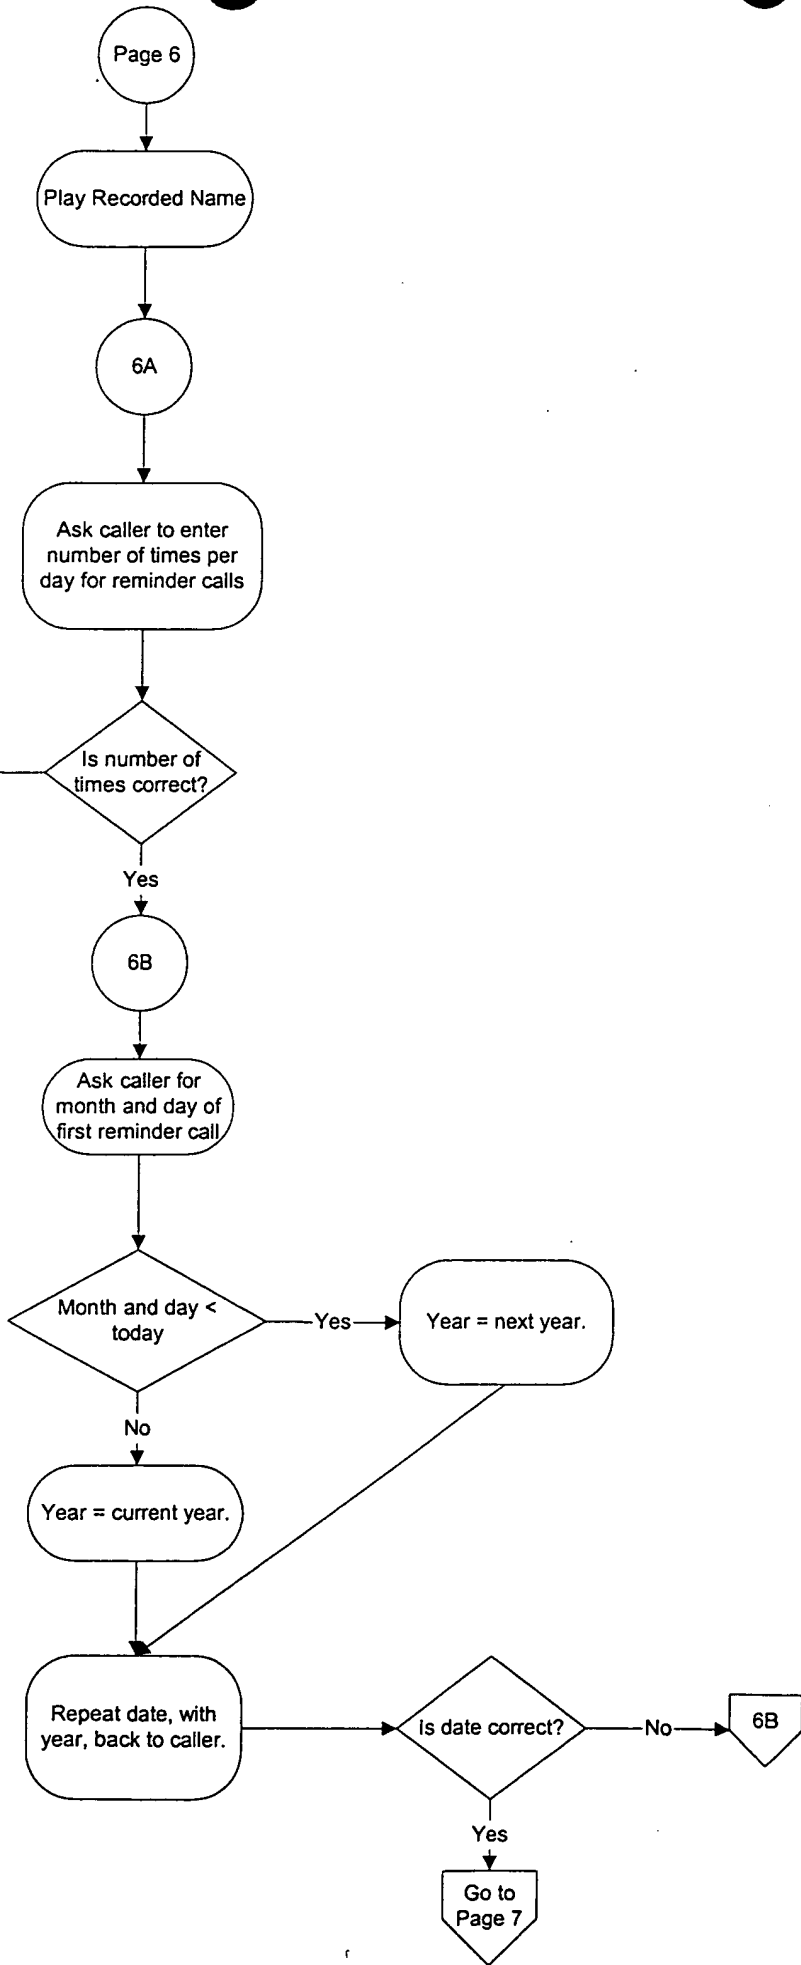 Page 6
Play Recorded Name
6A
Ask caller to enter
number of times per
day for reminder calls
Is number of
times correct?
Yes
6B
Ask caller for
month and day of
first reminder call
Month and day <
today
Yes
Year = next year.
No
Year = current year.
Repeat date, with
year, back to caller.
Is date correct?
No
6B
Yes
Go to
Page 7